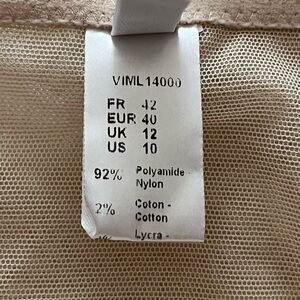 VIML14000
FR 42
EUR 40
UK 12
US 10
92% Polyamide -
Nylon
2% Coton -
Cotton
Lycra -